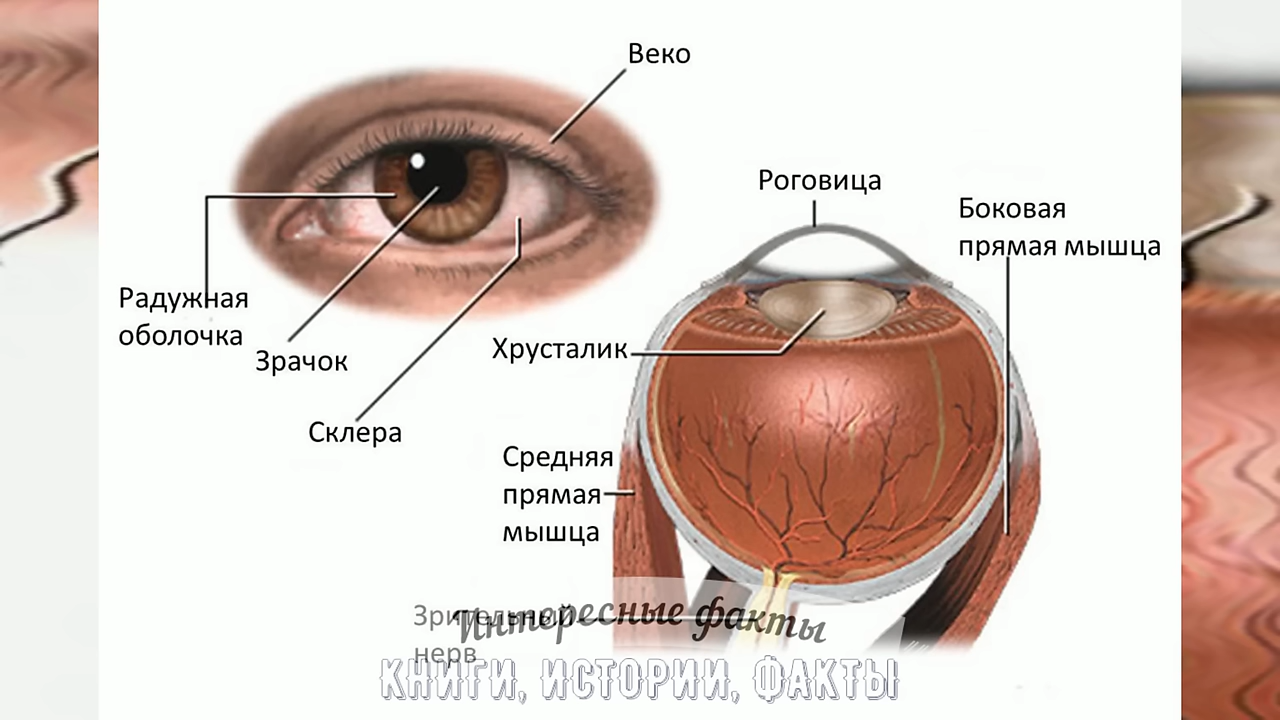 Веко
Роговица
Боковая
прямая мышца
Радужная
оболочка
Зрачок
Хрусталик
Склера
Средняя
прямая
мышца
Зрительный
нерв
Интересные факты
КНИГИ, ИСТОРИИ, ФАКТЫ